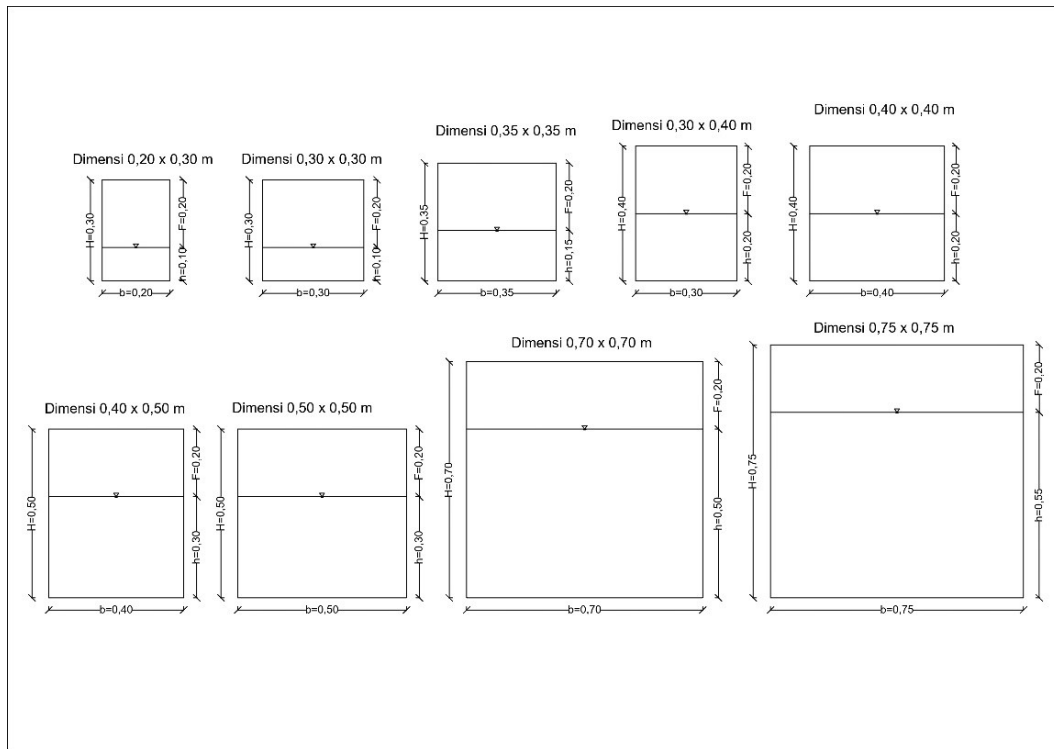 Dimensi 0,20 x 0,30 m
H=0,30
F=0,20
h=0,10
b=0,20
Dimensi 0,30 x 0,30 m
H=0,30
F=0,20
h=0,10
b=0,30
Dimensi 0,35 x 0,35 m
H=0,35
F=0,20
h=0,15
b=0,35
Dimensi 0,30 x 0,40 m
H=0,40
F=0,20
h=0,20
b=0,30
Dimensi 0,40 x 0,40 m
H=0,40
F=0,20
h=0,20
b=0,40
Dimensi 0,40 x 0,50 m
H=0,50
F=0,20
h=0,30
b=0,40
Dimensi 0,50 x 0,50 m
H=0,50
F=0,20
h=0,30
b=0,50
Dimensi 0,70 x 0,70 m
H=0,70
F=0,20
h=0,50
b=0,70
Dimensi 0,75 x 0,75 m
H=0,75
F=0,20
h=0,55
b=0,75